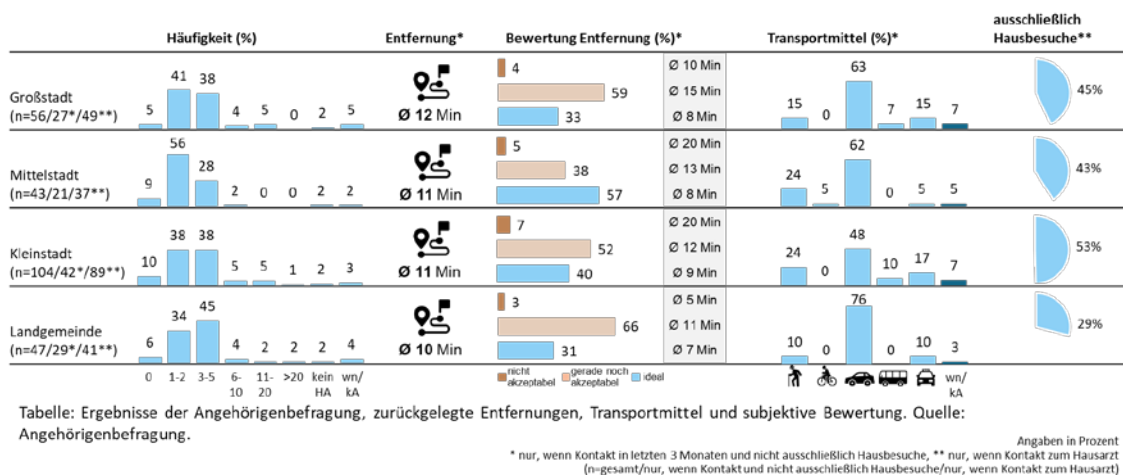 Häufigkeit (%) Entfernung* Bewertung Entfernung (%)* Transportmittel (%)* ausschließlich Hausbesuche**
Großstadt
(n=56/27*/49**)
5 41 38 4 5 0 2 5
Ø 12 Min
4 Ø 10 Min
59 Ø 15 Min
33 Ø 8 Min
15 0 63 7 15 7
45%
Mittelstadt
(n=43/21/37**)
9 56 28 2 0 0 2 2
Ø 11 Min
5 Ø 20 Min
38 Ø 13 Min
57 Ø 8 Min
24 5 62 0 5 5
43%
Kleinstadt
(n=104/42*/89**)
10 38 38 5 5 1 2 3
Ø 11 Min
7 Ø 20 Min
52 Ø 12 Min
40 Ø 9 Min
24 0 48 10 17 7
53%
Landgemeinde
(n=47/29*/41**)
6 34 45 4 2 2 2 4
Ø 10 Min
3 Ø 5 Min
66 Ø 11 Min
31 Ø 7 Min
10 0 76 0 10 3
29%
0 1-2 3-5 6-10 11-20 >20 kein HA wn/kA
nicht akzeptabel gerade noch akzeptabel ideal
wn/kA
Tabelle: Ergebnisse der Angehörigenbefragung, zurückgelegte Entfernungen, Transportmittel und subjektive Bewertung. Quelle:
Angehörigenbefragung.
Angaben in Prozent
* nur, wenn Kontakt in letzten 3 Monaten und nicht ausschließlich Hausbesuche, ** nur, wenn Kontakt zum Hausarzt
(n=gesamt/nur, wenn Kontakt und nicht ausschließlich Hausbesuche/nur, wenn Kontakt zum Hausarzt)